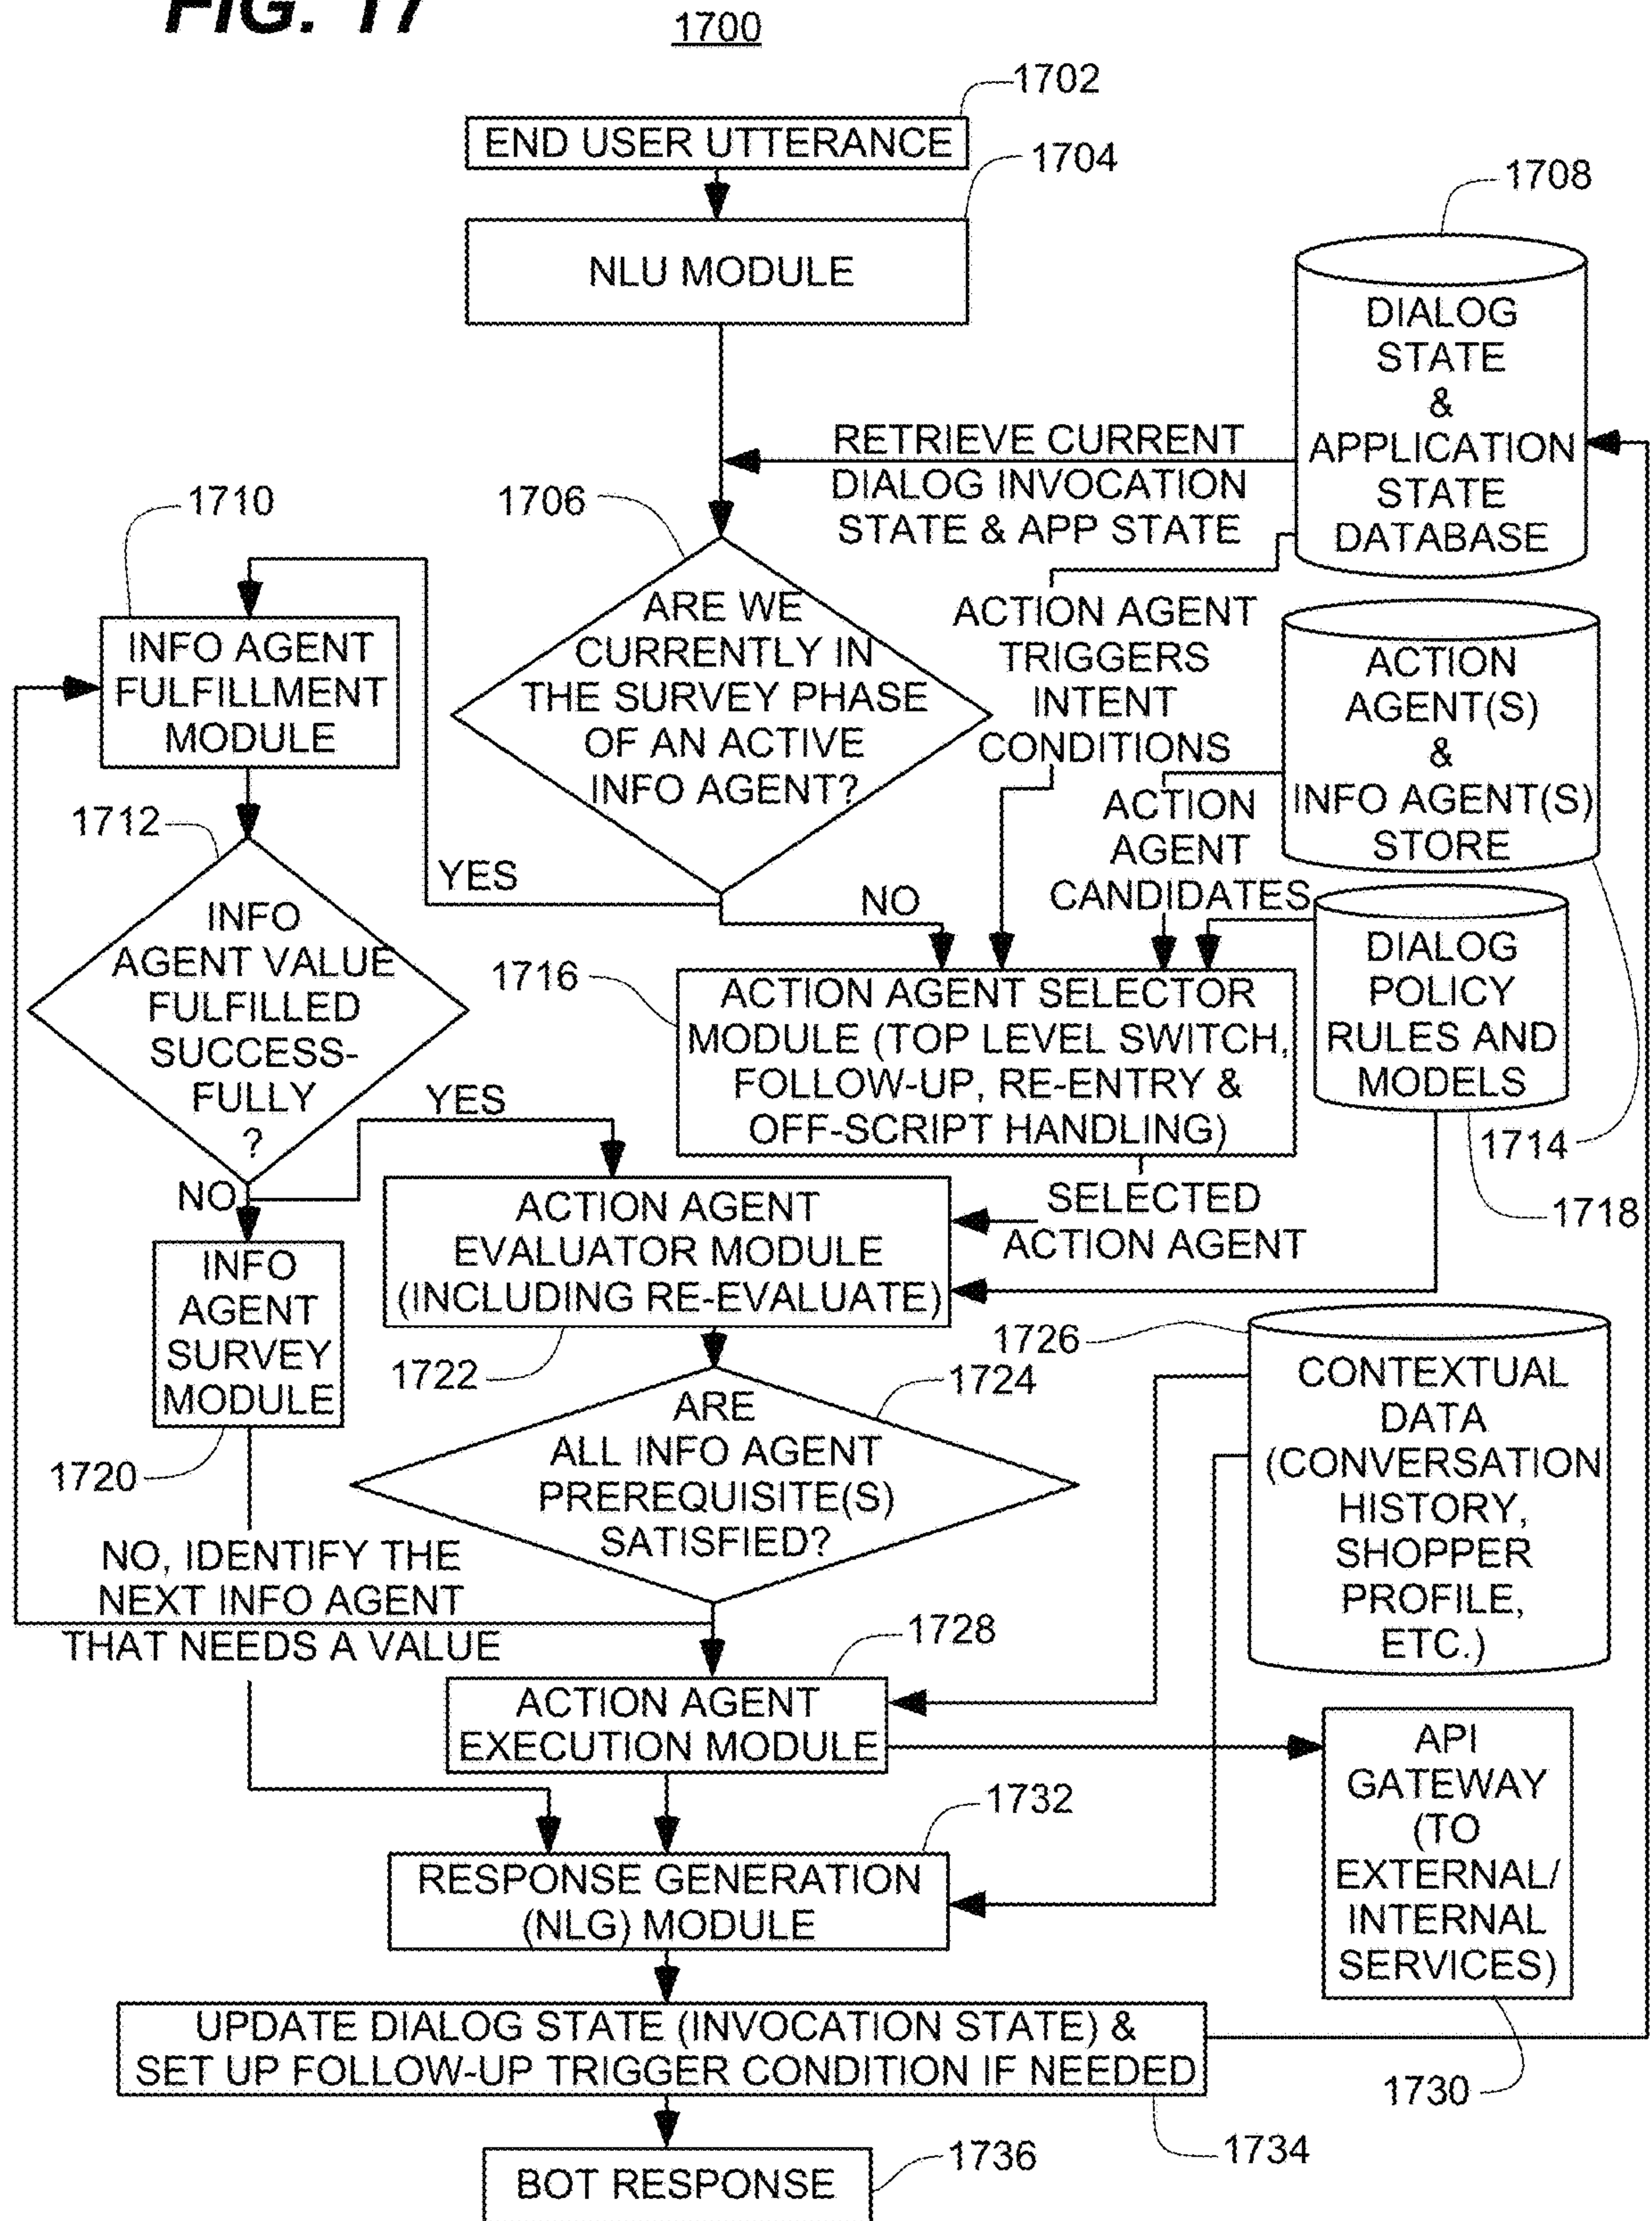 FIG. 17
1700
1702
END USER UTTERANCE
1704
NLU MODULE
1708
DIALOG
STATE
&
APPLICATION
STATE
DATABASE
RETRIEVE CURRENT
DIALOG INVOCATION
STATE & APP STATE
1710
1706
INFO AGENT
FULFILLMENT
MODULE
ARE WE
CURRENTLY IN
THE SURVEY PHASE
OF AN ACTIVE
INFO AGENT?
ACTION AGENT
TRIGGERS
INTENT
CONDITIONS
ACTION
AGENT(S)
&
INFO AGENT(S)
STORE
ACTION
AGENT
CANDIDATES
1712
YES
NO
INFO
AGENT VALUE
FULFILLED
SUCCESS-
FULLY
?
1716
ACTION AGENT SELECTOR
MODULE (TOP LEVEL SWITCH,
FOLLOW-UP, RE-ENTRY &
OFF-SCRIPT HANDLING)
DIALOG
POLICY
RULES AND
MODELS
1714
1718
YES
NO
SELECTED
ACTION AGENT
ACTION AGENT
EVALUATOR MODULE
(INCLUDING RE-EVALUATE)
INFO
AGENT
SURVEY
MODULE
1722
1724
1726
1720
ARE
ALL INFO AGENT
PREREQUISITE(S)
SATISFIED?
CONTEXTUAL
DATA
(CONVERSATION
HISTORY,
SHOPPER
PROFILE,
ETC.)
NO, IDENTIFY THE
NEXT INFO AGENT
THAT NEEDS A VALUE
1728
ACTION AGENT
EXECUTION MODULE
API
GATEWAY
(TO
EXTERNAL/
INTERNAL
SERVICES)
1732
RESPONSE GENERATION
(NLG) MODULE
UPDATE DIALOG STATE (INVOCATION STATE) &
SET UP FOLLOW-UP TRIGGER CONDITION IF NEEDED
1730
1734
1736
BOT RESPONSE